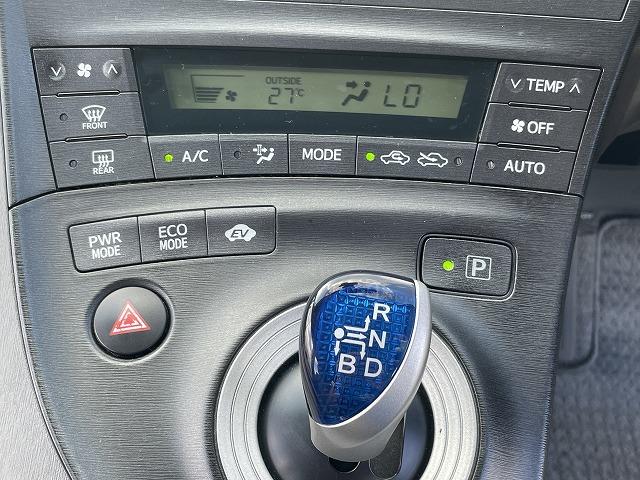 OUTSIDE
27°C
LO
TEMP
FRONT
OFF
REAR
A/C
MODE
AUTO
PWR
MODE
ECO
MODE
EV
P
R
N
B D